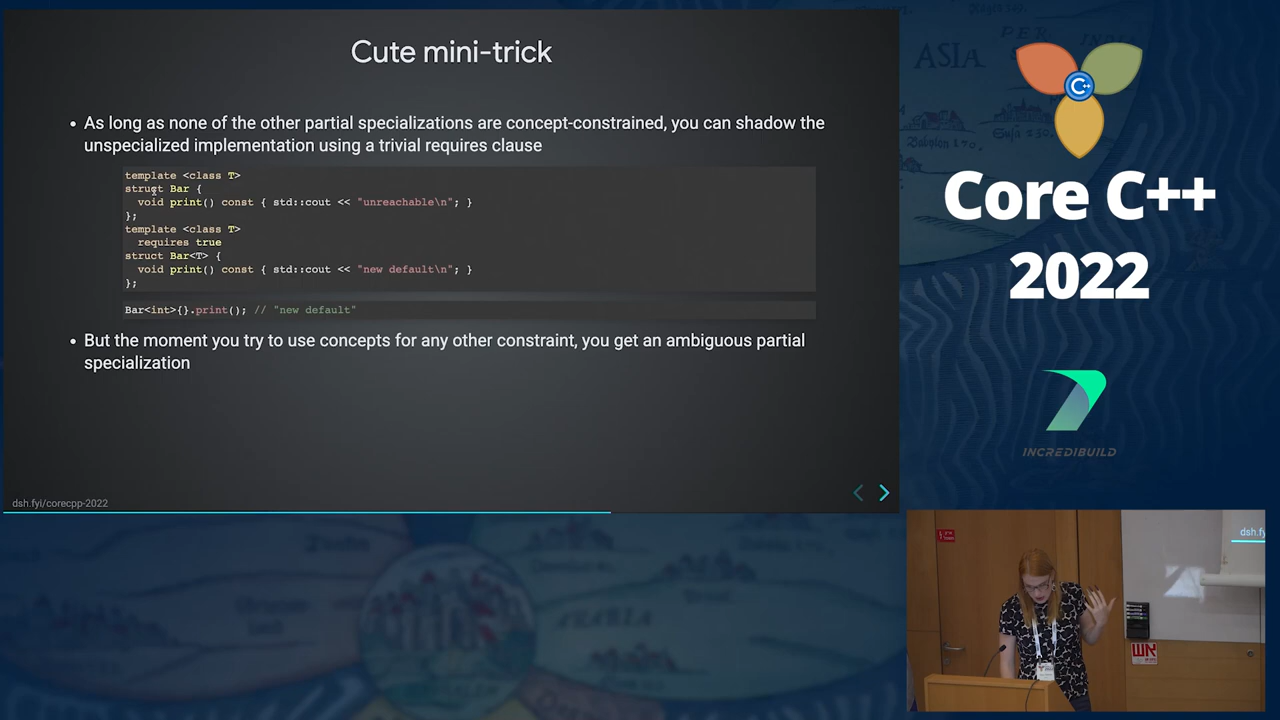 Cute mini-trick
• As long as none of the other partial specializations are concept-constrained, you can shadow the
unspecialized implementation using a trivial requires clause
template <class T>
struct Bar {
  void print() const { std::cout << "unreachable\n"; }
};
template <class T>
  requires true
struct Bar<T> {
  void print() const { std::cout << "new default\n"; }
};
Bar<int>{}.print(); // "new default"
• But the moment you try to use concepts for any other constraint, you get an ambiguous partial
specialization
dsh.fyi/corecpp-2022
ASIA
PER
INDIA
C++
Core C++
2022
INCREDIBUILD
ARABIA
dsh.fy